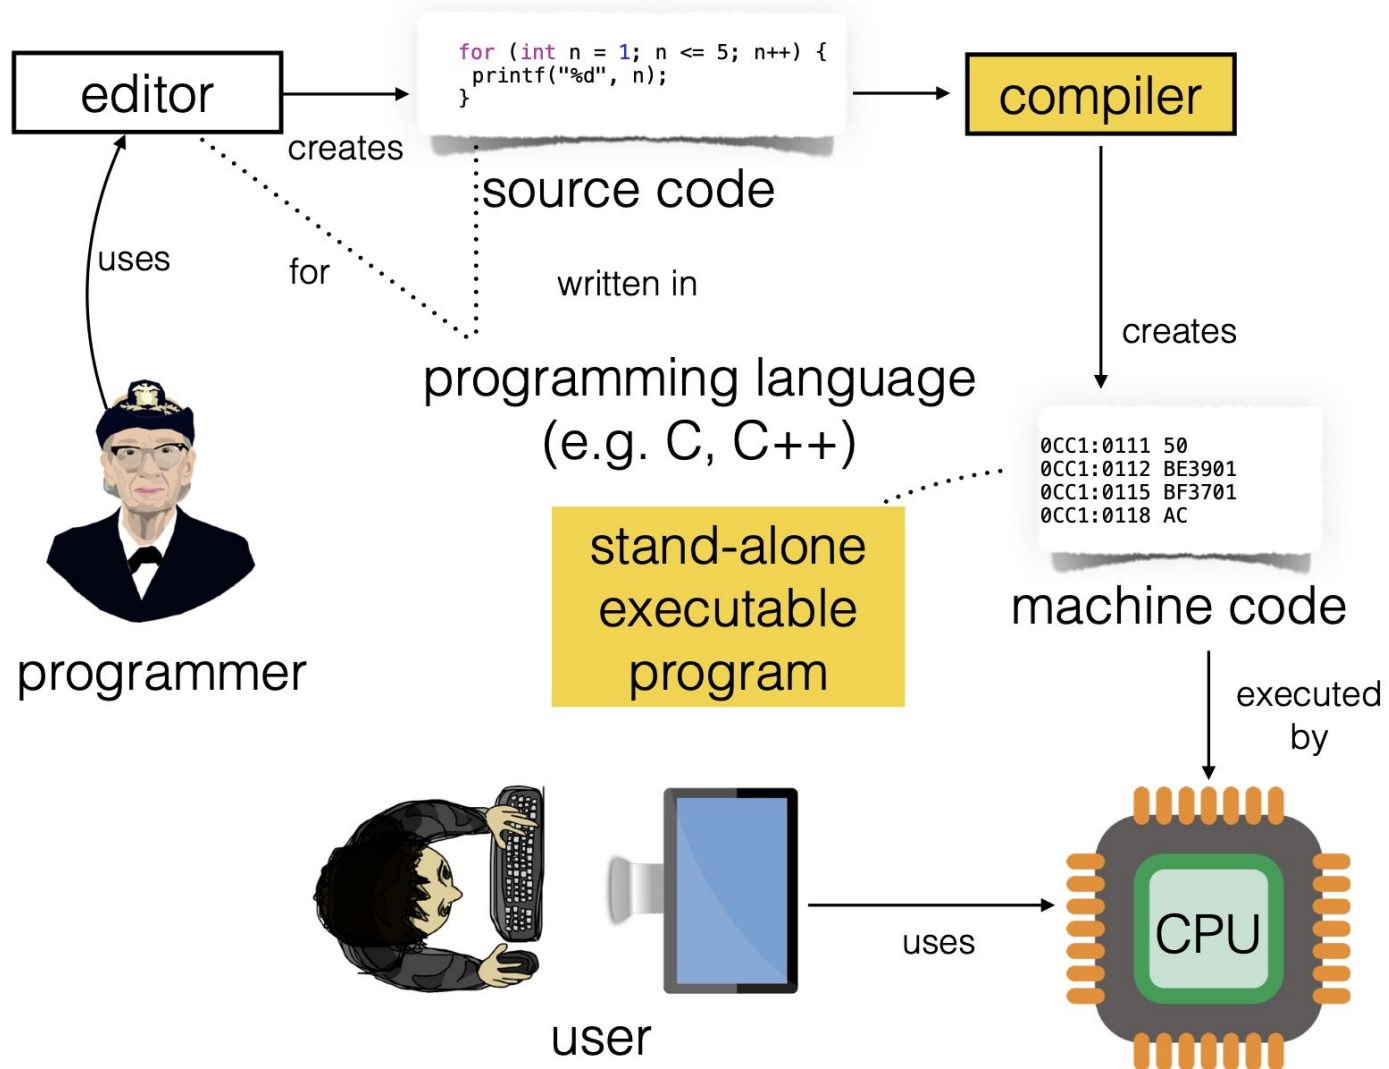 editor
creates
for (int n = 1; n <= 5; n++) {
printf("%d", n);
}
source code
compiler
uses
for
written in
creates
programming language
(e.g. C, C++)
0CC1:0111 50
0CC1:0112 BE3901
0CC1:0115 BF3701
0CC1:0118 AC
machine code
stand-alone
executable
program
programmer
executed
by
user
uses
CPU